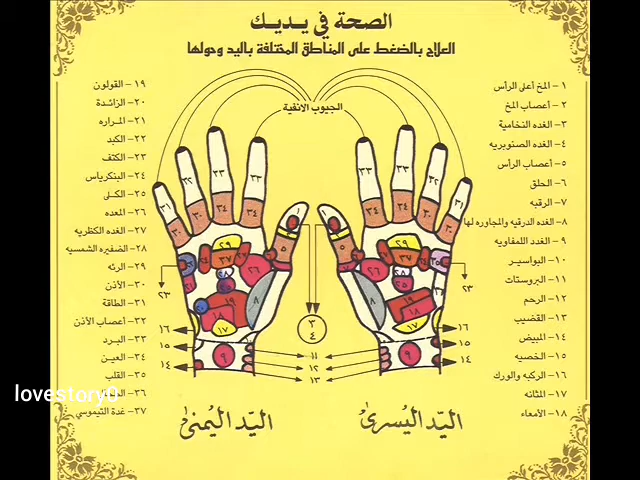 الصحة في يديك
العلاج بالضغط على المناطق المختلفة باليد وحولها
الجيوب الانفية
١ – المخ أعلى الرأس
٢ – أعصاب المخ
٣ – الغده النخامية
٤ – الغده الصنوبريه
٥ – أعصاب الرأس
٦ – الحلق
٧ – الرقبه
٨ – الغده الدرقيه والمجاوره لها
٩ – الغدد اللمفاويه
١٠ – البواسير
١١ – البروستات
١٢ – الرحم
١٣ – القضيب
١٤ – المبيض
١٥ – الخصيه
١٦ – الركبه والورك
١٧ – المثانه
١٨ – الأمعاء
١٩ – القولون
٢٠ – الزائدة
٢١ – المراره
٢٢ – الكبد
٢٣ – الكتف
٢٤ – البنكرياس
٢٥ – الكلى
٢٦ – المعده
٢٧ – الغده الكظريه
٢٨ – الضفيره الشمسيه
٢٩ – الرئه
٣٠ – الأذن
٣١ – الطاقة
٣٢ – أعصاب الأذن
٣٣ – البرد
٣٤ – العين
٣٥ – القلب
٣٦ –
٣٧ – غدة التيموسي
lovestory0
اليد اليسرى
اليد اليمنى